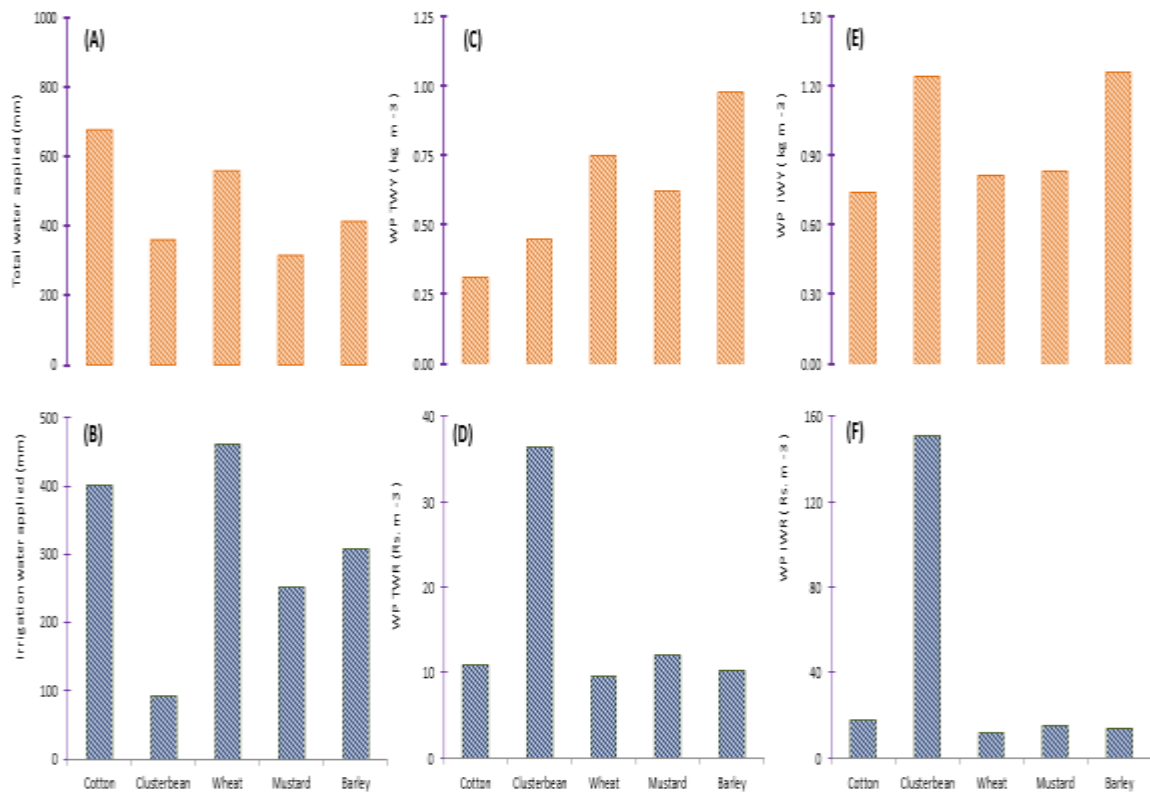 (A)
Total water applied (mm)
1000
800
600
400
200
0
(C)
WP TWY ( kg m -3 )
1.25
1.00
0.75
0.50
0.25
0.00
(E)
WP IWY ( kg m -3 )
1.50
1.20
0.90
0.60
0.30
0.00
(B)
Irrigation water applied (mm)
500
400
300
200
100
0
Cotton Clusterbean Wheat Mustard Barley
(D)
WP TWR (Rs. m -3 )
40
30
20
10
0
Cotton Clusterbean Wheat Mustard Barley
(F)
WP IWR ( Rs. m -3 )
160
120
80
40
0
Cotton Clusterbean Wheat Mustard Barley